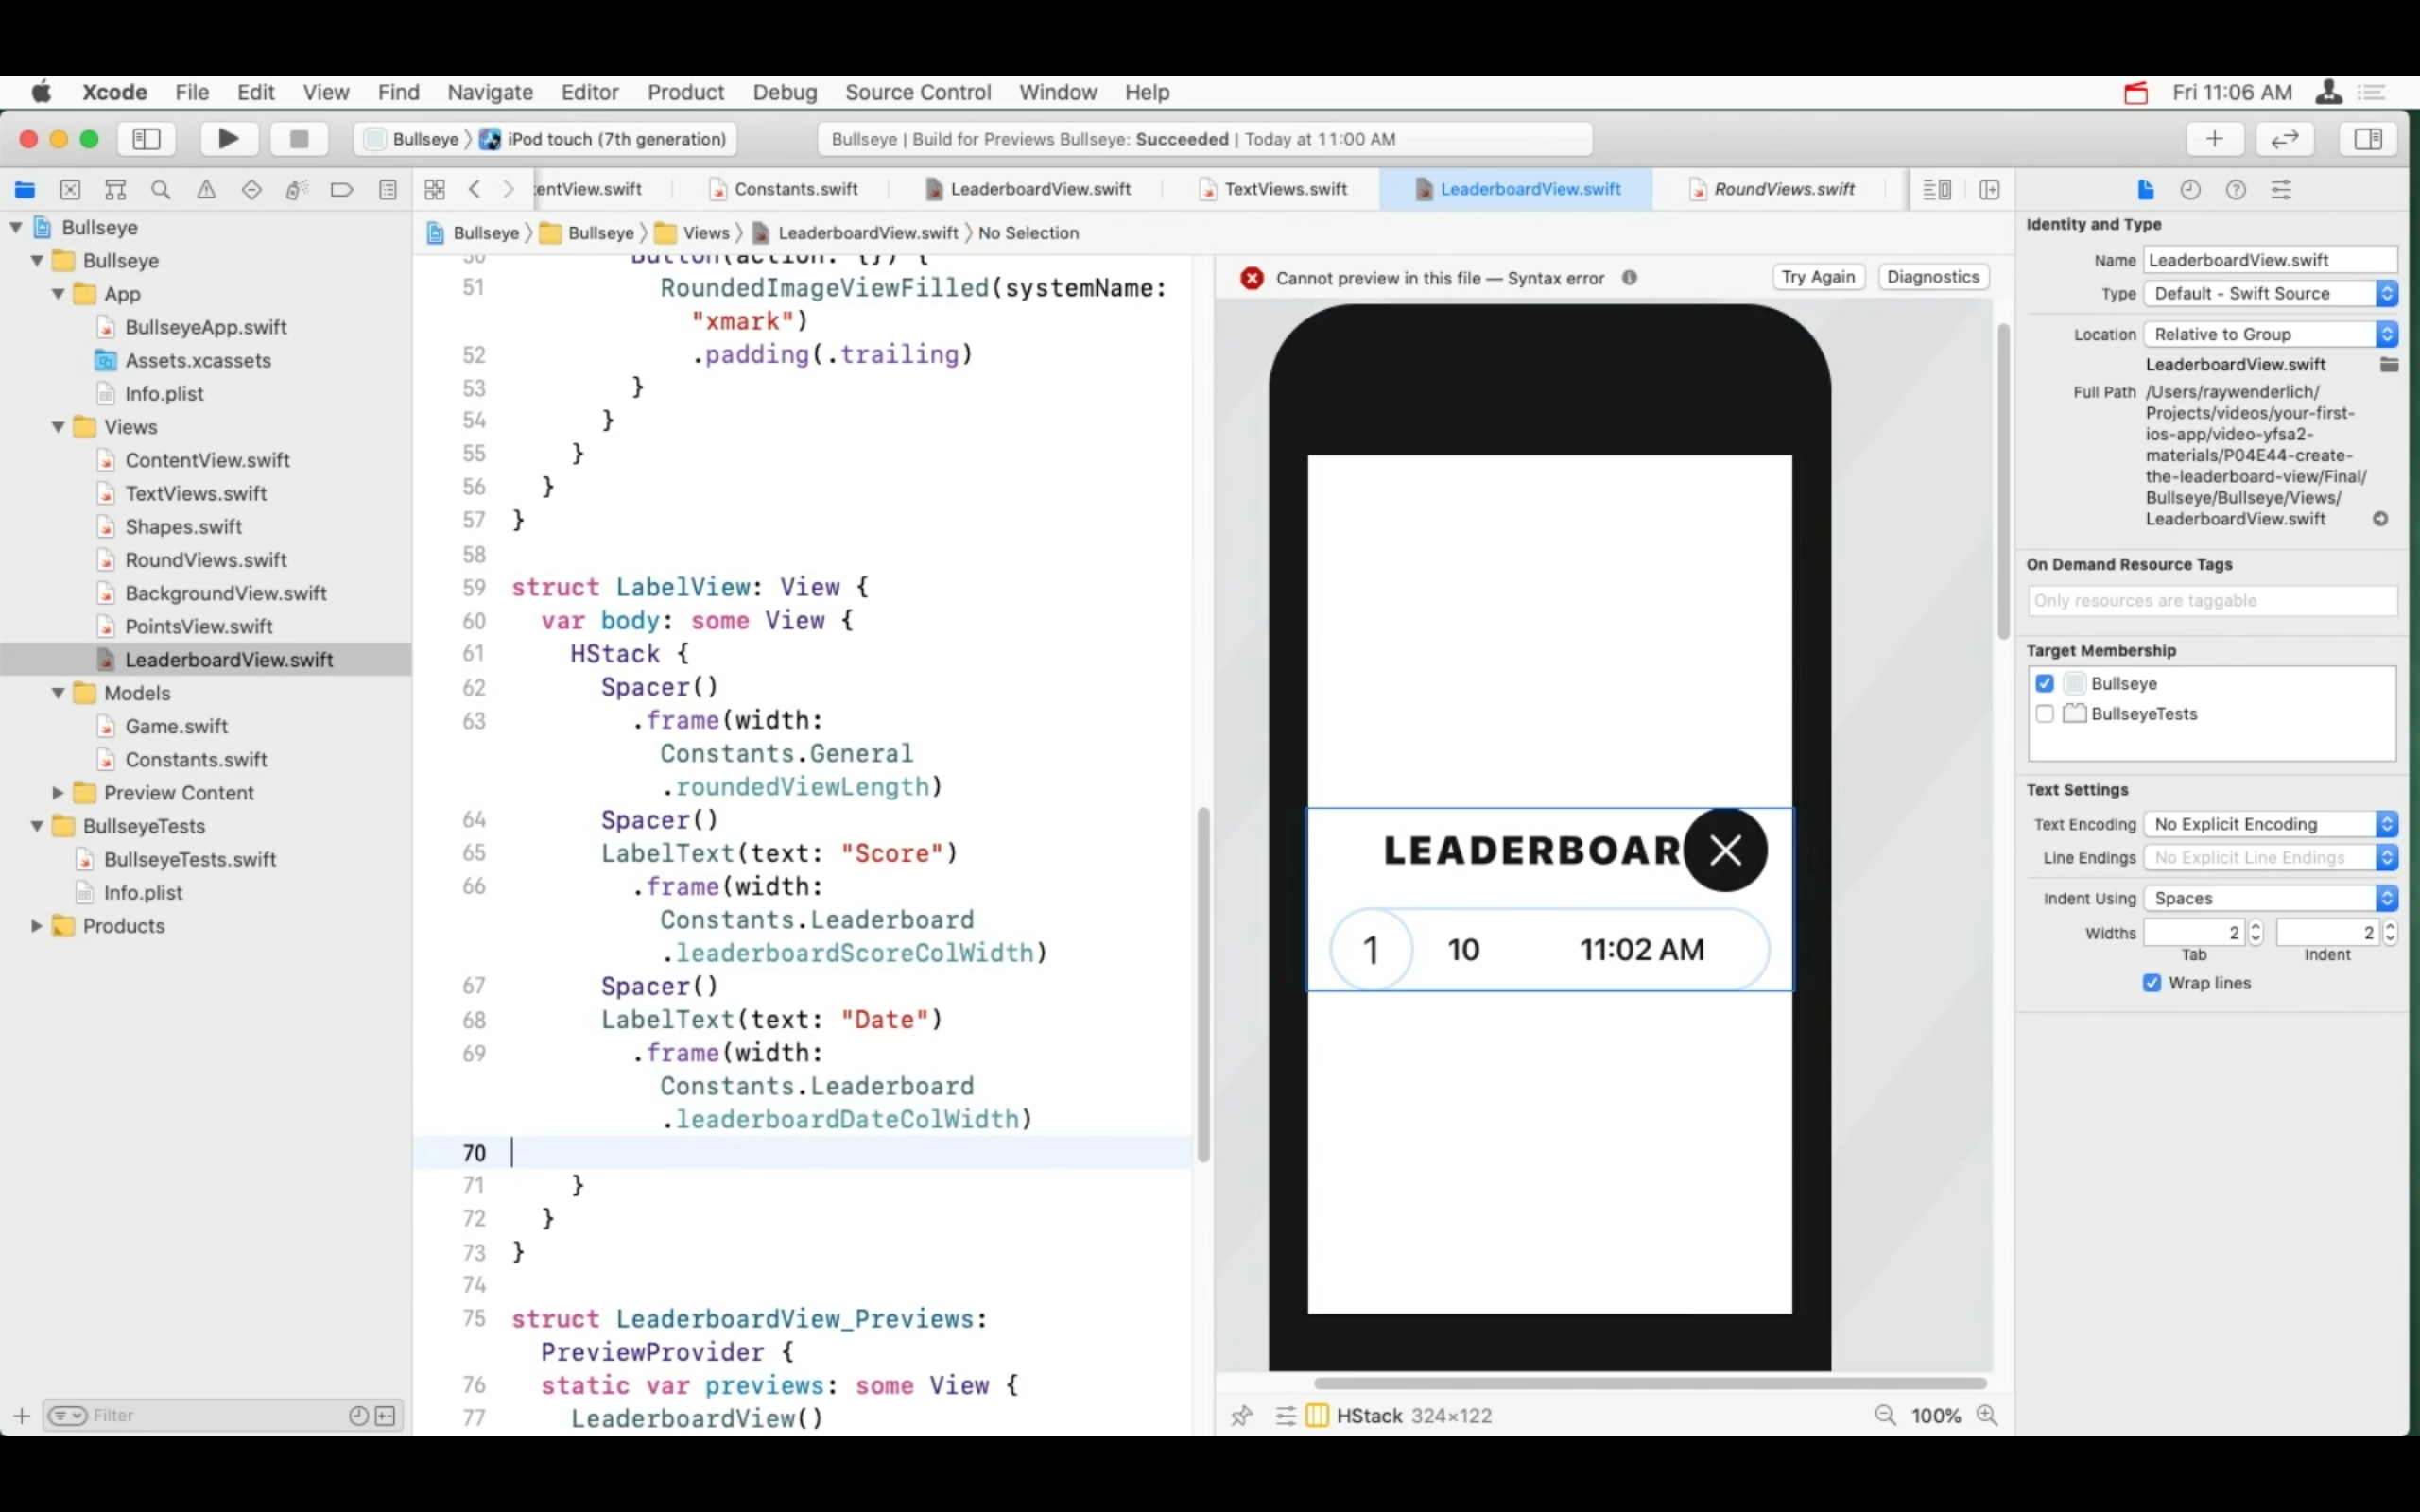 Xcode File Edit View Find Navigate Editor Product Debug Source Control Window Help
Fri 11:06 AM
Bullseye 〉 iPod touch (7th generation)
Bullseye | Build for Previews Bullseye: Succeeded | Today at 11:00 AM
entView.swift
Constants.swift
LeaderboardView.swift
TextViews.swift
LeaderboardView.swift
RoundViews.swift
Bullseye 〉 Bullseye 〉 Views 〉 LeaderboardView.swift 〉 No Selection
Bullseye
Bullseye
App
BullseyeApp.swift
Assets.xcassets
Info.plist
Views
ContentView.swift
TextViews.swift
Shapes.swift
RoundViews.swift
BackgroundView.swift
PointsView.swift
LeaderboardView.swift
Models
Game.swift
Constants.swift
Preview Content
BullseyeTests
BullseyeTests.swift
Info.plist
Products
Filter
50 Button(action: {}) {
51 RoundedImageViewFilled(systemName:
"xmark")
52 .padding(.trailing)
53 }
54 }
55 }
56 }
57 }
58
59 struct LabelView: View {
60 var body: some View {
61 HStack {
62 Spacer()
63 .frame(width:
Constants.General
.roundedViewLength)
64 Spacer()
65 LabelText(text: "Score")
66 .frame(width:
Constants.Leaderboard
.leaderboardScoreColWidth)
67 Spacer()
68 LabelText(text: "Date")
69 .frame(width:
Constants.Leaderboard
.leaderboardDateColWidth)
70
71 }
72 }
73 }
74
75 struct LeaderboardView_Previews:
PreviewProvider {
76 static var previews: some View {
77 LeaderboardView()
Cannot preview in this file — Syntax error
Try Again
Diagnostics
LEADERBOAR
1 10 11:02 AM
HStack 324×122
100%
Identity and Type
Name LeaderboardView.swift
Type Default - Swift Source
Location Relative to Group
LeaderboardView.swift
Full Path /Users/raywenderlich/
Projects/videos/your-first-
ios-app/video-yfsa2-
materials/P04E44-create-
the-leaderboard-view/Final/
Bullseye/Bullseye/Views/
LeaderboardView.swift
On Demand Resource Tags
Only resources are taggable
Target Membership
Bullseye
BullseyeTests
Text Settings
Text Encoding No Explicit Encoding
Line Endings No Explicit Line Endings
Indent Using Spaces
Widths 2 2
Tab Indent
Wrap lines